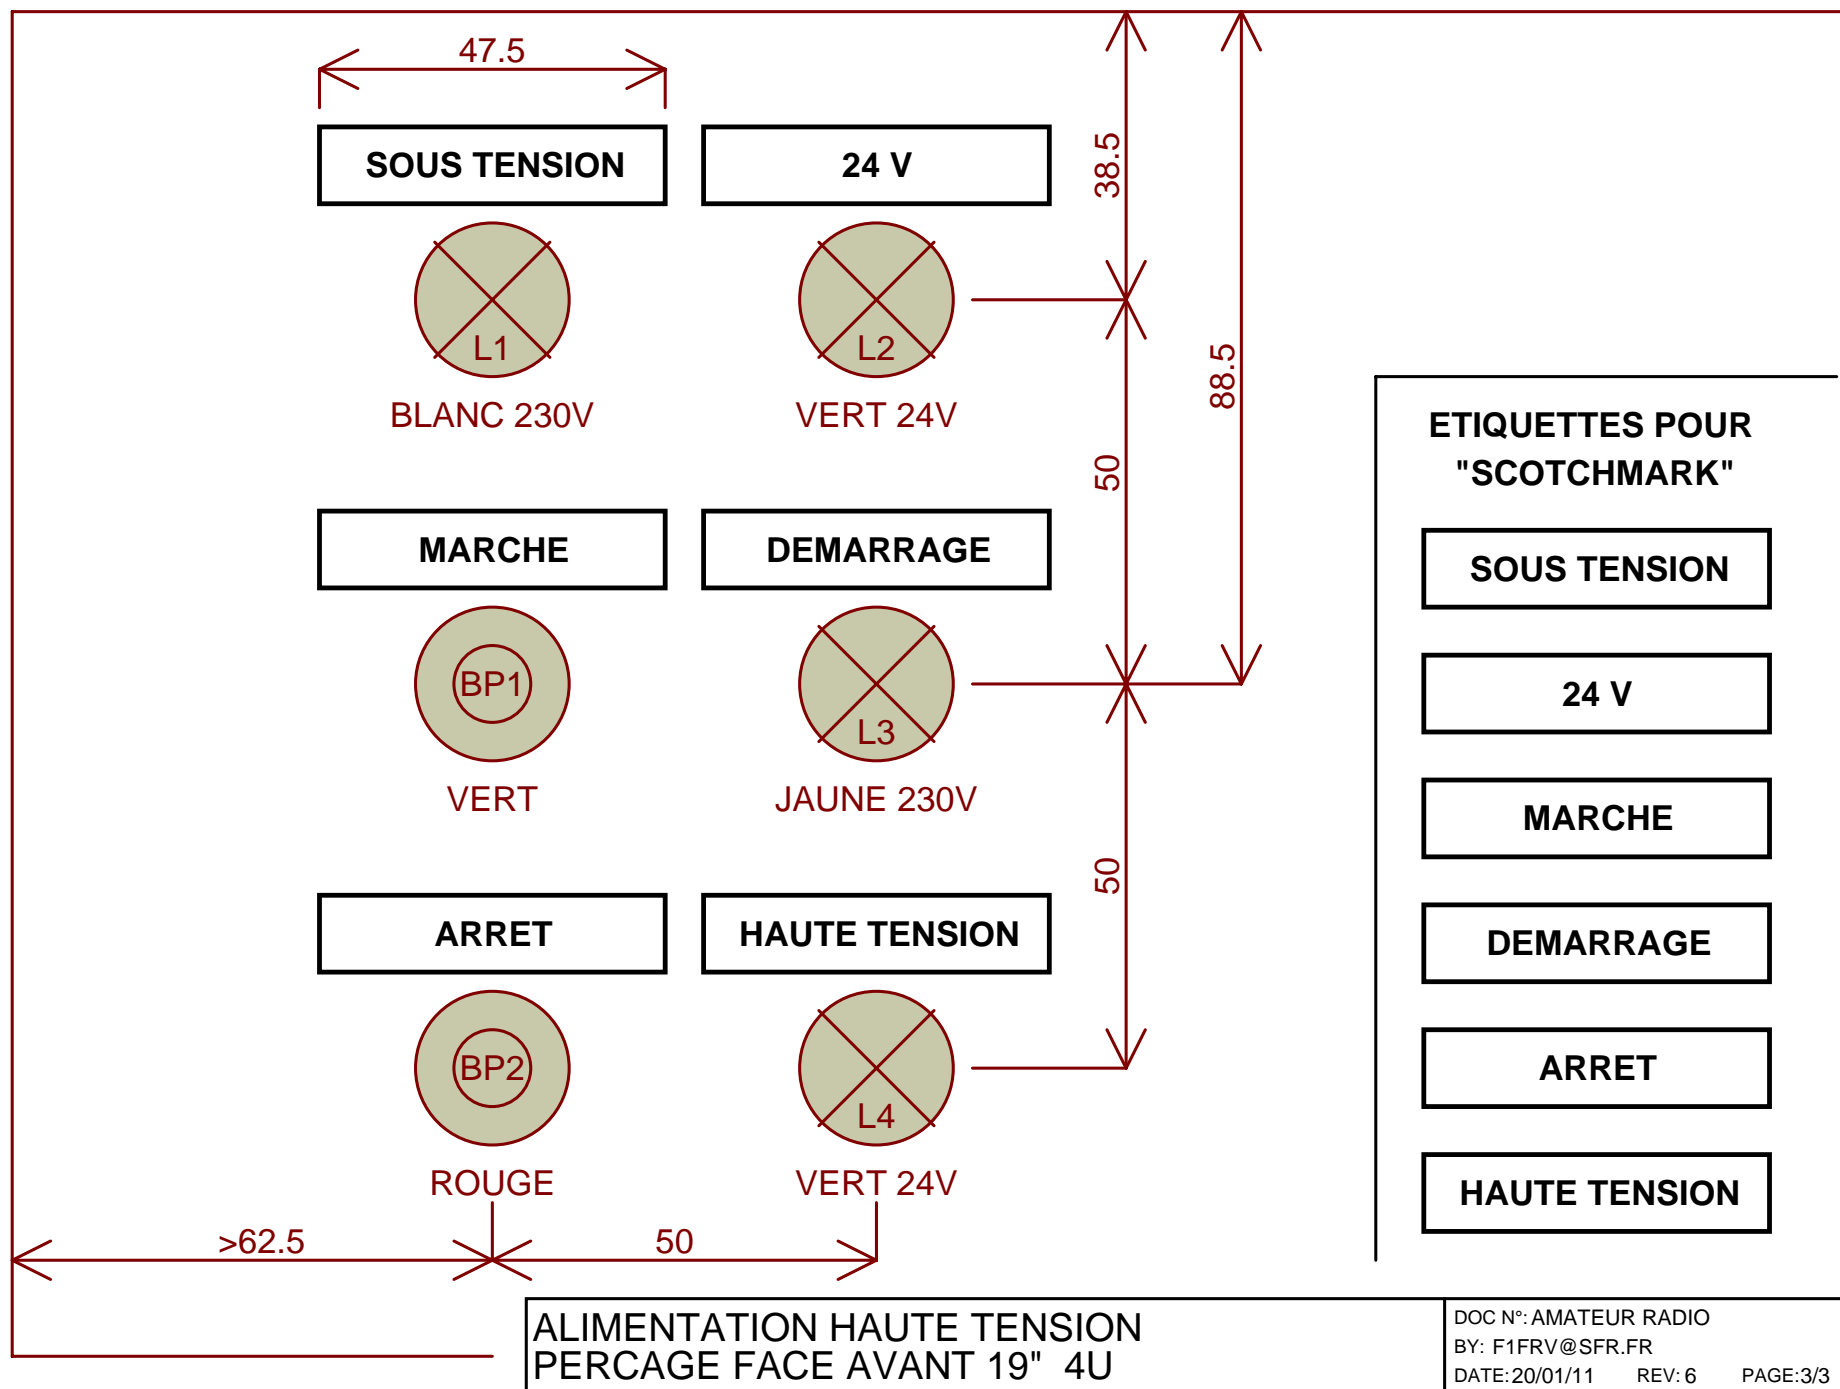 47.5
SOUS TENSION
24 V
38.5
L1
L2
BLANC 230V
VERT 24V
88.5
50
MARCHE
DEMARRAGE
BP1
L3
VERT
JAUNE 230V
50
ARRET
HAUTE TENSION
BP2
L4
ROUGE
VERT 24V
>62.5
50
ETIQUETTES POUR
"SCOTCHMARK"
SOUS TENSION
24 V
MARCHE
DEMARRAGE
ARRET
HAUTE TENSION
ALIMENTATION HAUTE TENSION
PERCAGE FACE AVANT 19" 4U
DOC N°: AMATEUR RADIO
BY: F1FRV@SFR.FR
DATE: 20/01/11 REV: 6 PAGE: 3/3